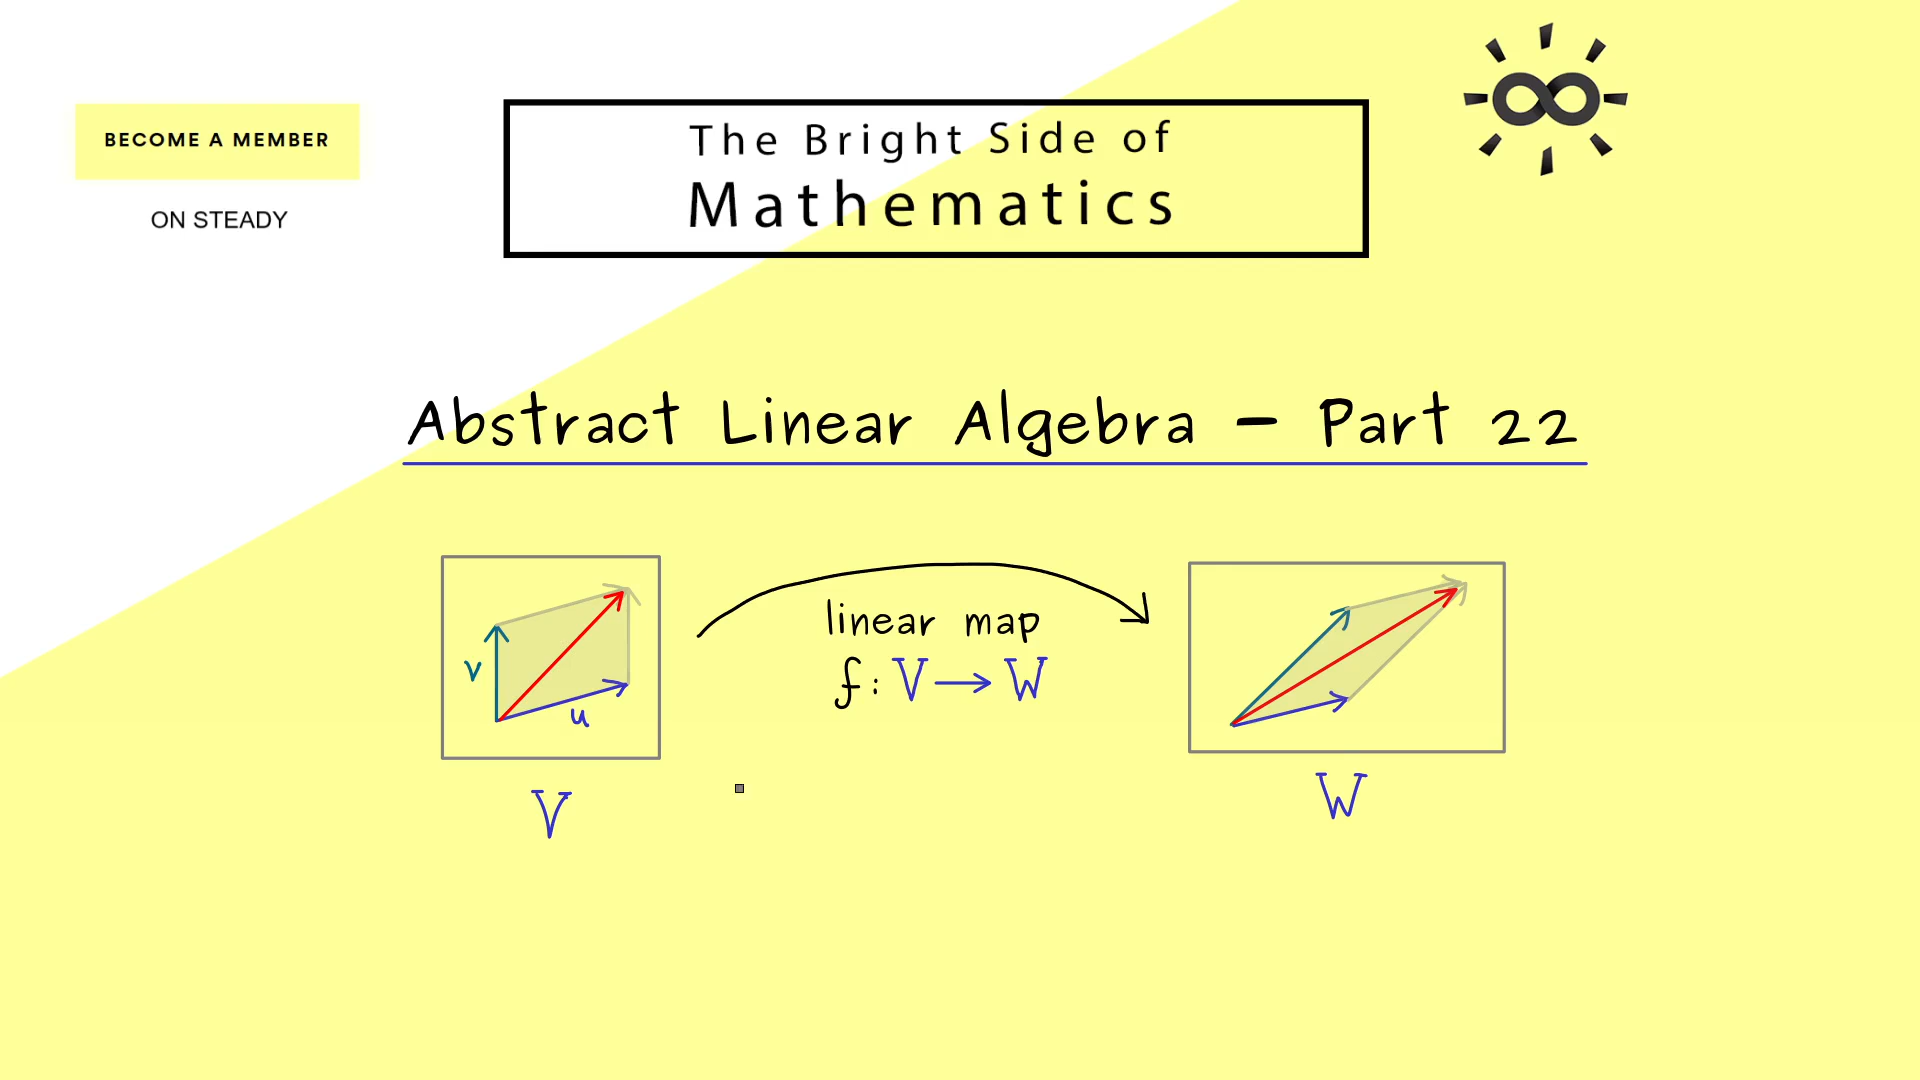 BECOME A MEMBER
ON STEADY
The Bright Side of
Mathematics
Abstract Linear Algebra – Part 22
v
u
V
linear map
f: V → W
W